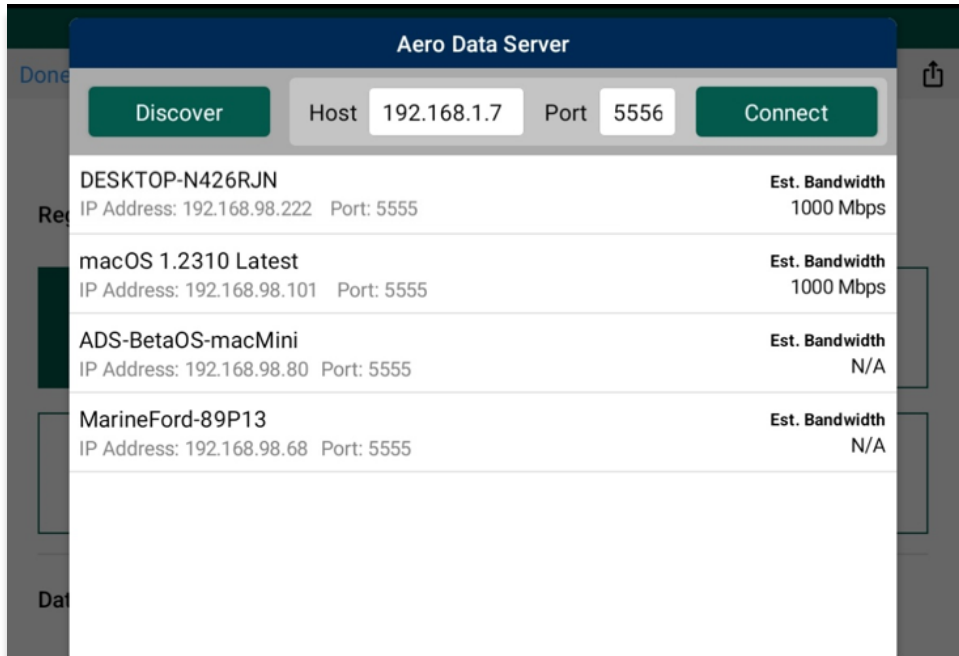 Aero Data Server
Done
Discover Host 192.168.1.7 Port 5556 Connect
DESKTOP-N426RJN
Est. Bandwidth
IP Address: 192.168.98.222 Port: 5555
1000 Mbps
macOS 1.2310 Latest
Est. Bandwidth
IP Address: 192.168.98.101 Port: 5555
1000 Mbps
ADS-BetaOS-macMini
Est. Bandwidth
IP Address: 192.168.98.80 Port: 5555
N/A
MarineFord-89P13
Est. Bandwidth
IP Address: 192.168.98.68 Port: 5555
N/A